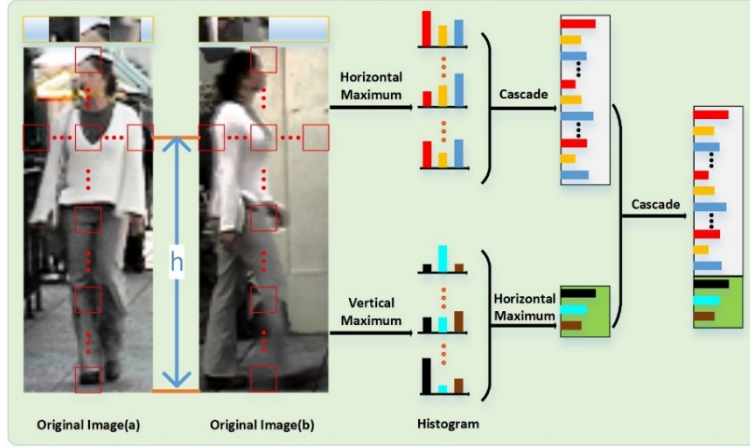 Horizontal
Maximum
Cascade
Cascade
h
Vertical
Maximum
Horizontal
Maximum
Original Image(a)
Original Image(b)
Histogram